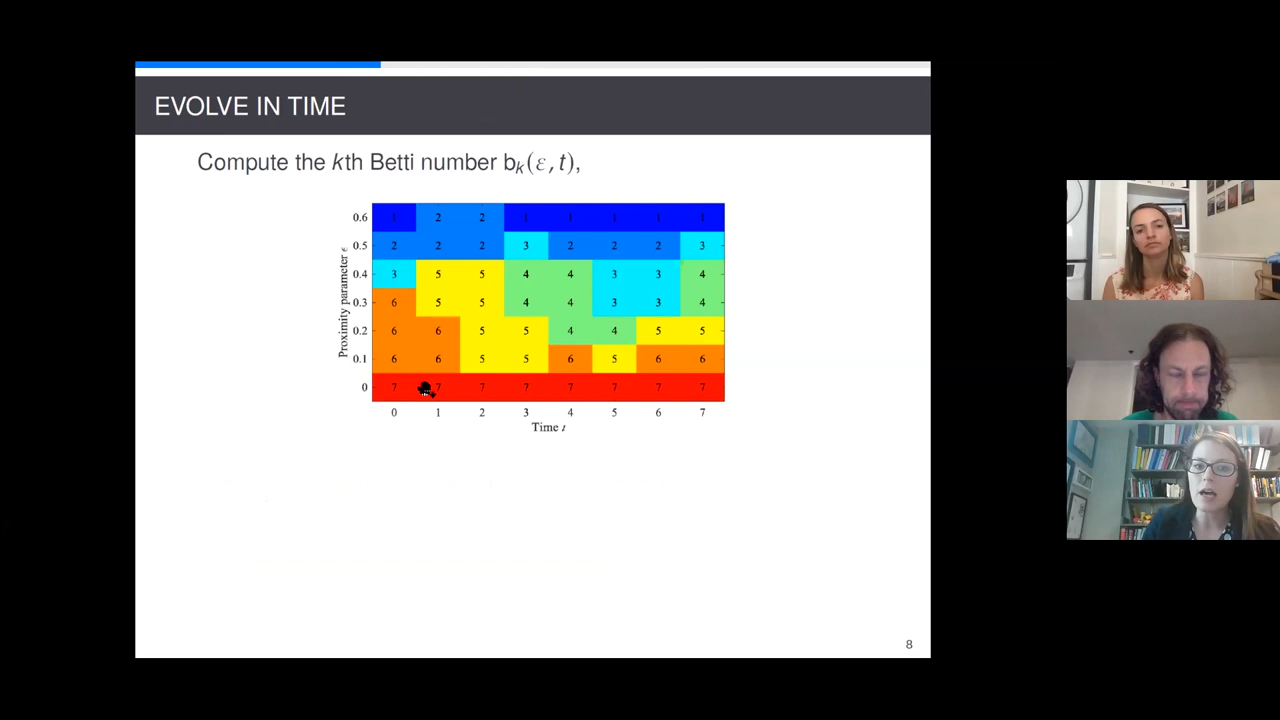 EVOLVE IN TIME
Compute the kth Betti number bₖ(ε, t),
Proximity parameter ϵ
0.6 1 2 2 1 1 1 1 1
0.5 2 2 2 3 2 2 2 3
0.4 3 5 5 4 4 3 3 4
0.3 6 5 5 4 4 3 3 4
0.2 6 6 5 5 4 4 5 5
0.1 6 6 5 5 6 5 6 6
0 7 7 7 7 7 7 7 7
0 1 2 3 4 5 6 7
Time t
8